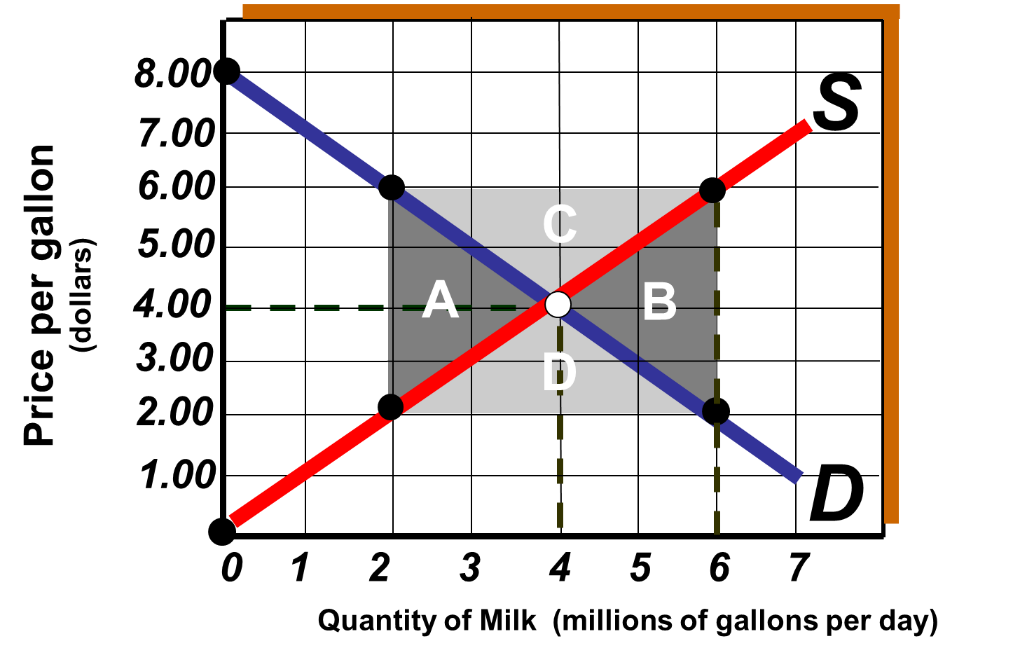 Price per gallon
(dollars)
8.00
7.00
6.00
5.00
4.00
3.00
2.00
1.00
S
C
A
B
D
D
0 1 2 3 4 5 6 7
Quantity of Milk (millions of gallons per day)